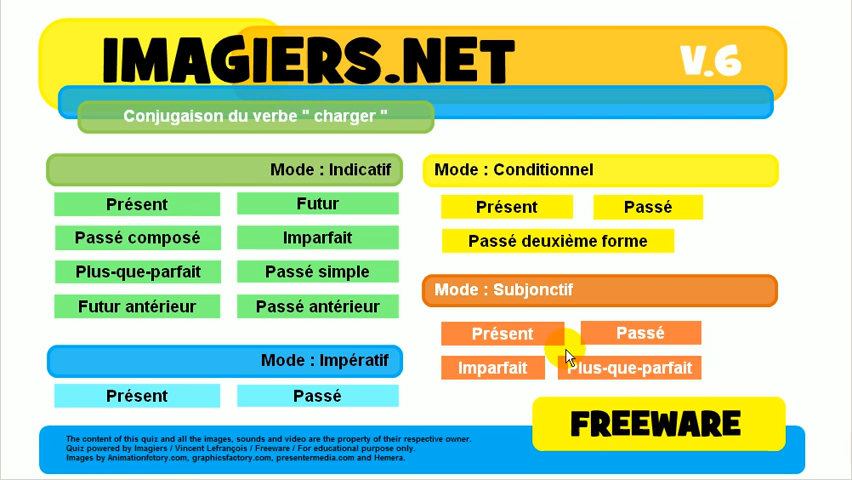 IMAGIERS.NET
V.6
Conjugaison du verbe " charger "
Mode : Indicatif
Présent Futur
Passé composé Imparfait
Plus-que-parfait Passé simple
Futur antérieur Passé antérieur
Mode : Impératif
Présent Passé
Mode : Conditionnel
Présent Passé
Passé deuxième forme
Mode : Subjonctif
Présent Passé
Imparfait Plus-que-parfait
FREEWARE
The content of this quiz and all the images, sounds and video are the property of their respective owner.
Quiz powered by Imagiers / Vincent Lefrançois / Freeware / For educational purpose only.
Images by Animationfctory.com, graphicsfactory.com, presentermedia.com and Hemera.